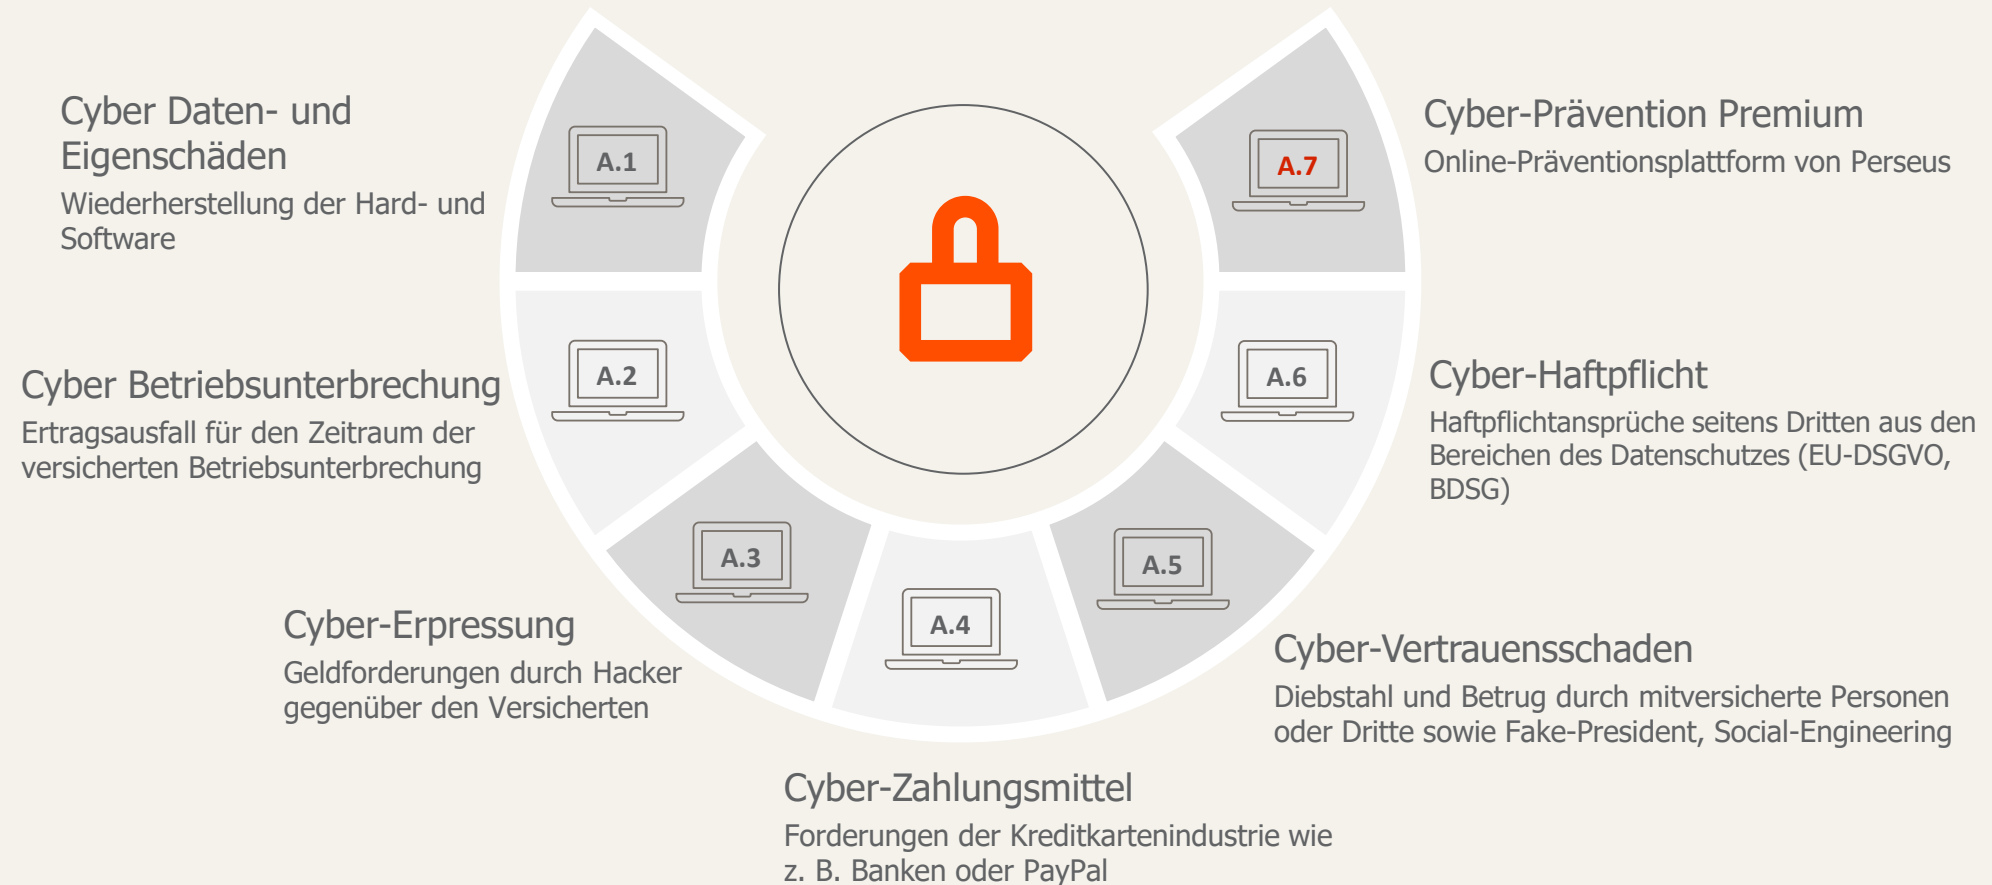 A.1
Cyber Daten- und
Eigenschäden
Wiederherstellung der Hard- und
Software
A.2
Cyber Betriebsunterbrechung
Ertragsausfall für den Zeitraum der
versicherten Betriebsunterbrechung
A.3
Cyber-Erpressung
Geldforderungen durch Hacker
gegenüber den Versicherten
A.4
Cyber-Zahlungsmittel
Forderungen der Kreditkartenindustrie wie
z. B. Banken oder PayPal
A.5
Cyber-Vertrauensschaden
Diebstahl und Betrug durch mitversicherte Personen
oder Dritte sowie Fake-President, Social-Engineering
A.6
Cyber-Haftpflicht
Haftpflichtansprüche seitens Dritten aus den
Bereichen des Datenschutzes (EU-DSGVO,
BDSG)
A.7
Cyber-Prävention Premium
Online-Präventionsplattform von Perseus